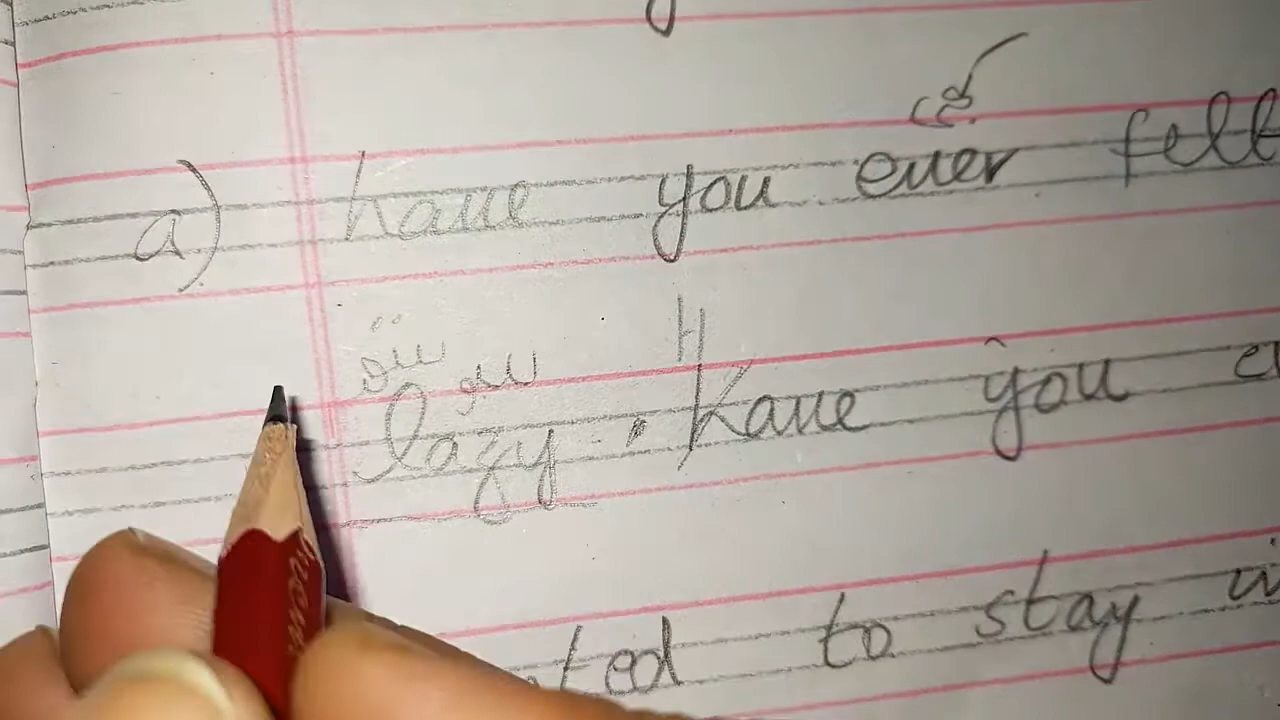 a) have you ever felt
H
lazy. have you e
ted to stay